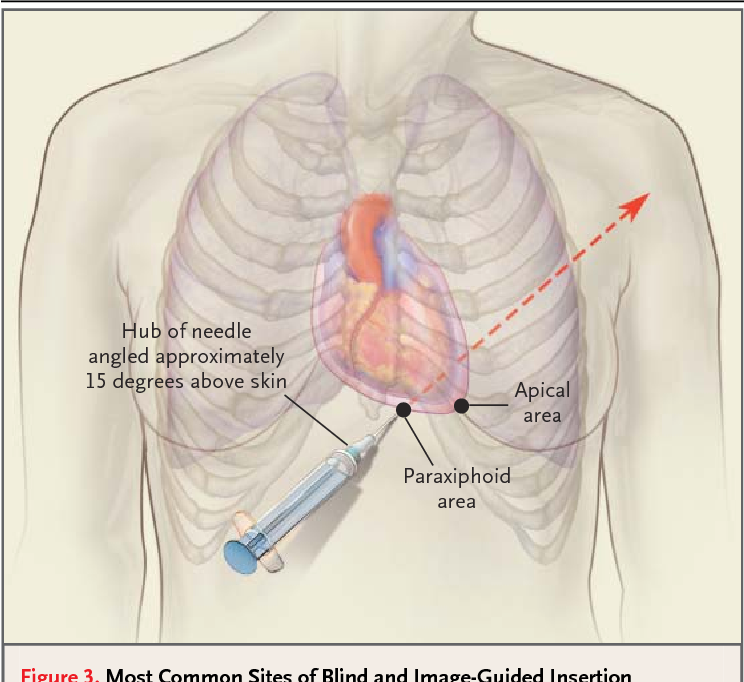 Hub of needle
angled approximately
15 degrees above skin
Apical
area
Paraxiphoid
area
Figure 3. Most Common Sites of Blind and Image-Guided Insertion